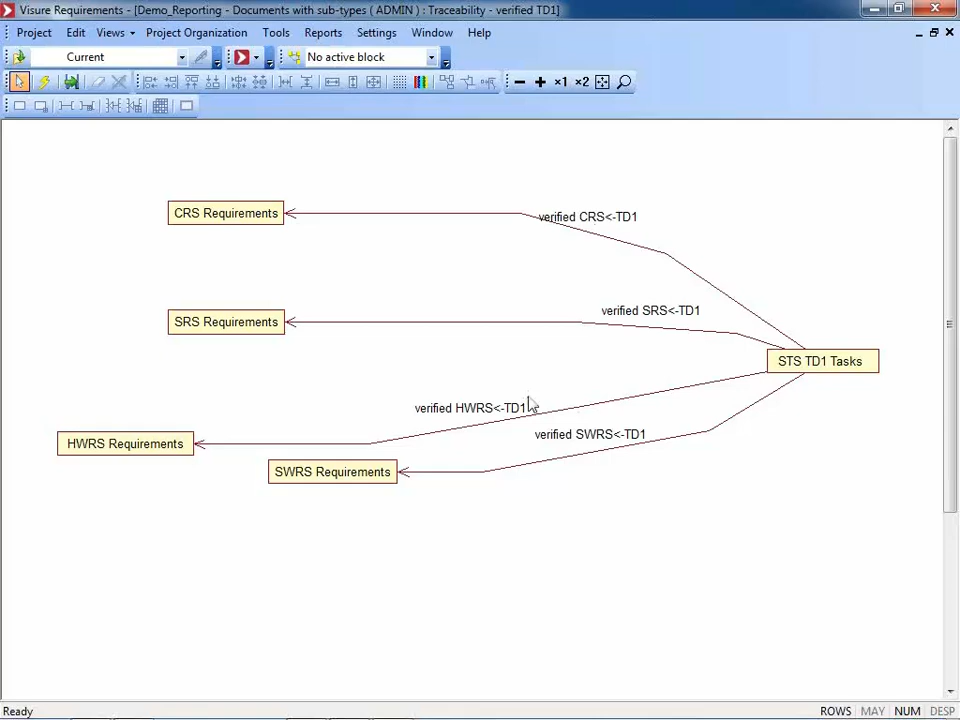 Visure Requirements - [Demo_Reporting - Documents with sub-types ( ADMIN ) : Traceability - verified TD1]
Project Edit Views Project Organization Tools Reports Settings Window Help
Current No active block
×1 ×2
CRS Requirements
verified CRS<-TD1
verified SRS<-TD1
SRS Requirements
STS TD1 Tasks
verified HWRS<-TD1
verified SWRS<-TD1
HWRS Requirements
SWRS Requirements
Ready ROWS MAY NUM DESP